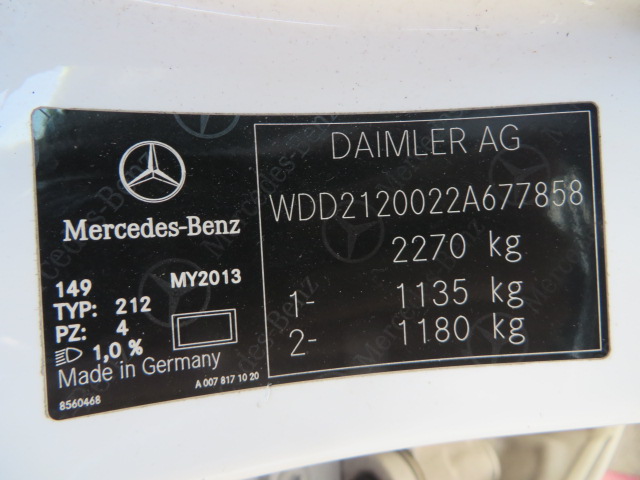 Mercedes-Benz
149 MY2013
TYP: 212
PZ: 4
1,0 %
Made in Germany
A 007 817 10 20
8560468
DAIMLER AG
WDD2120022A677858
2270 kg
1- 1135 kg
2- 1180 kg